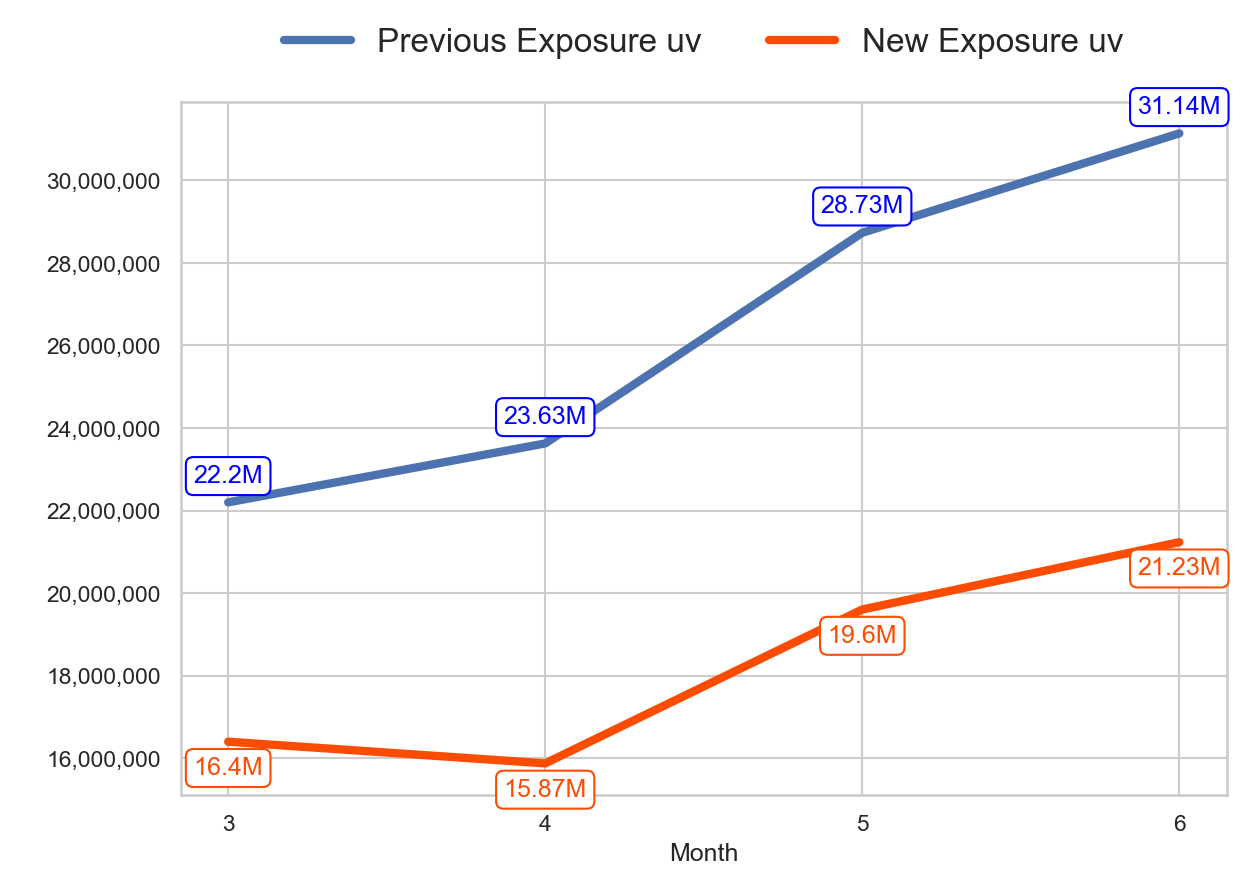 Previous Exposure uv New Exposure uv
31.14M
30,000,000
28.73M
28,000,000
26,000,000
23.63M
24,000,000
22.2M
22,000,000
21.23M
20,000,000
19.6M
18,000,000
16,000,000
16.4M
15.87M
3 4 5 6
Month